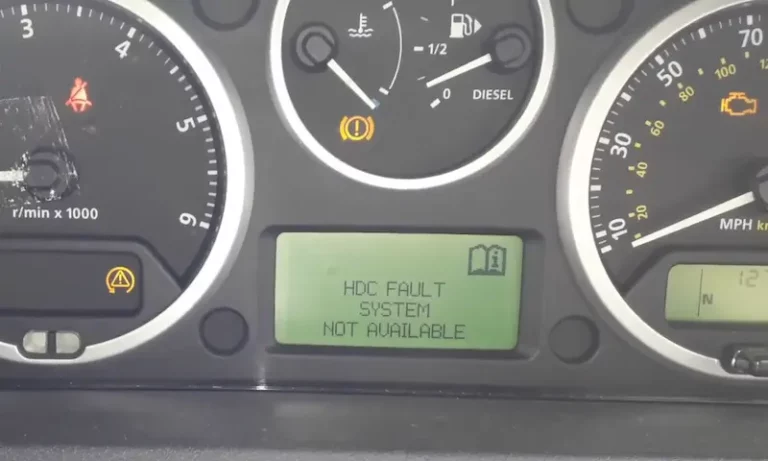 3
4
5
6
r/min x 1000
1/2
0
DIESEL
HDC FAULT
SYSTEM
NOT AVAILABLE
70
50
30
10
100
80
60
40
20
MPH
N